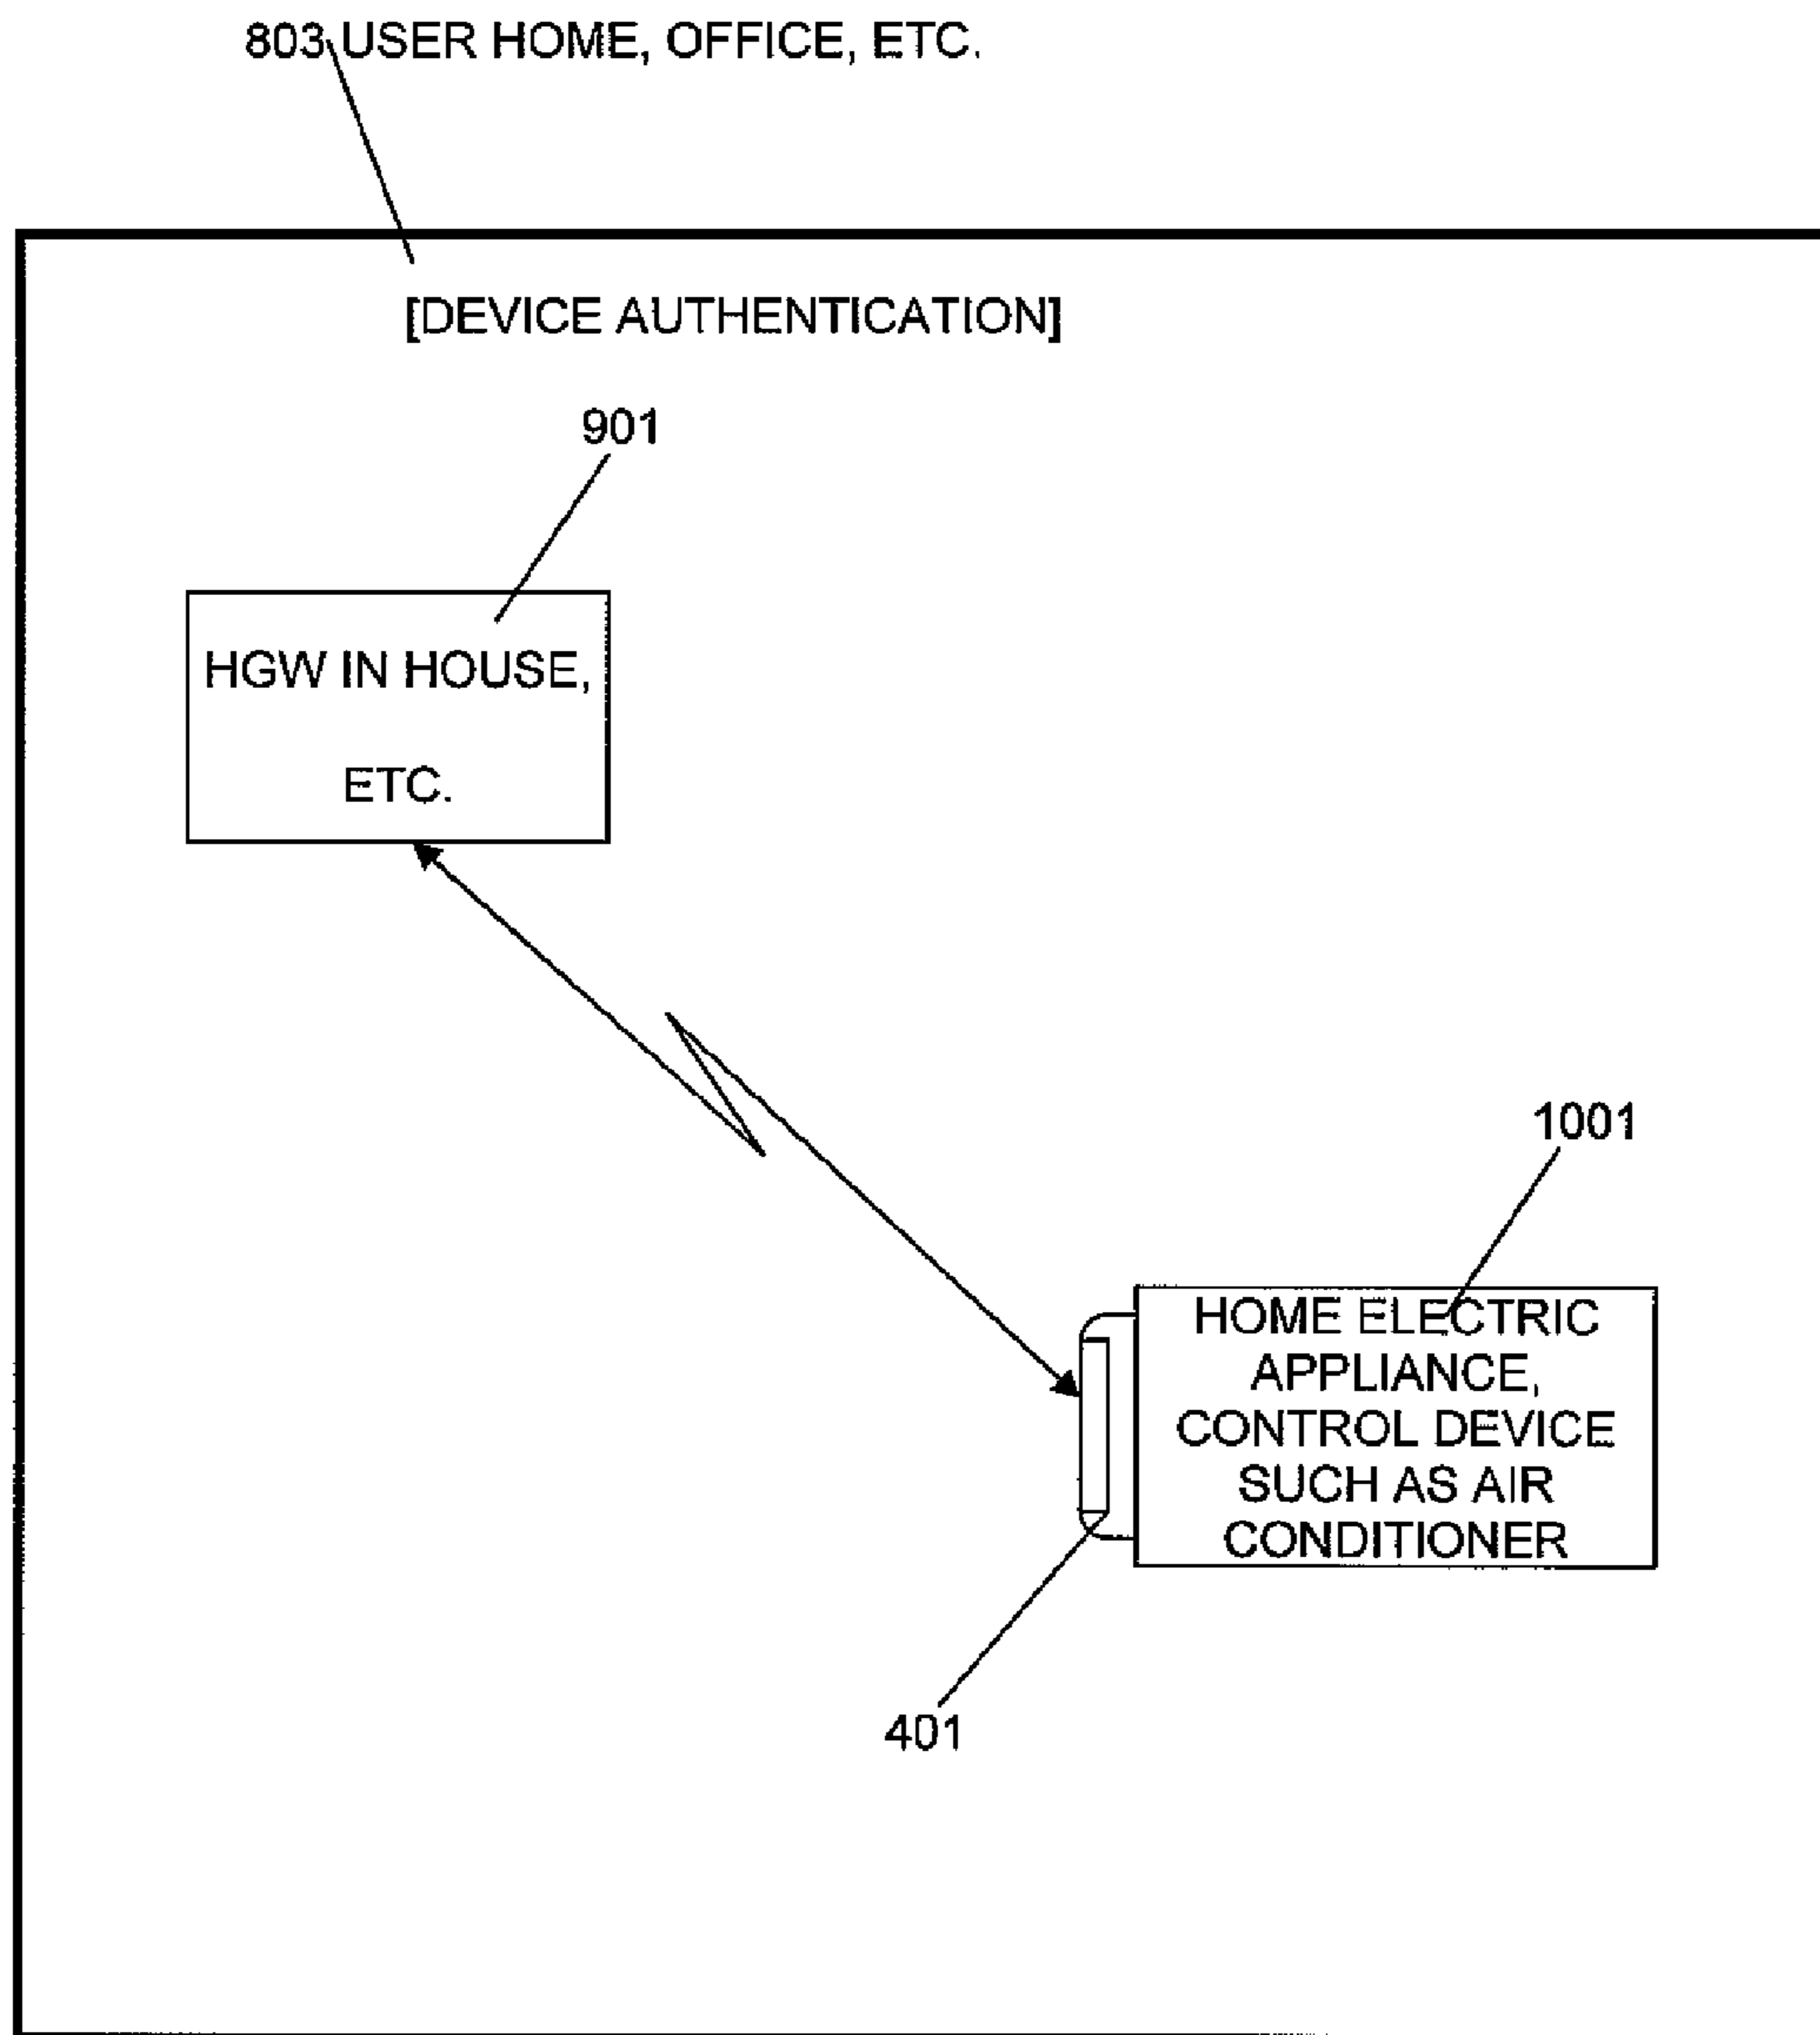 803 USER HOME, OFFICE, ETC.
[DEVICE AUTHENTICATION]
901
HGW IN HOUSE,
ETC.
1001
HOME ELECTRIC
APPLIANCE,
CONTROL DEVICE
SUCH AS AIR
CONDITIONER
401